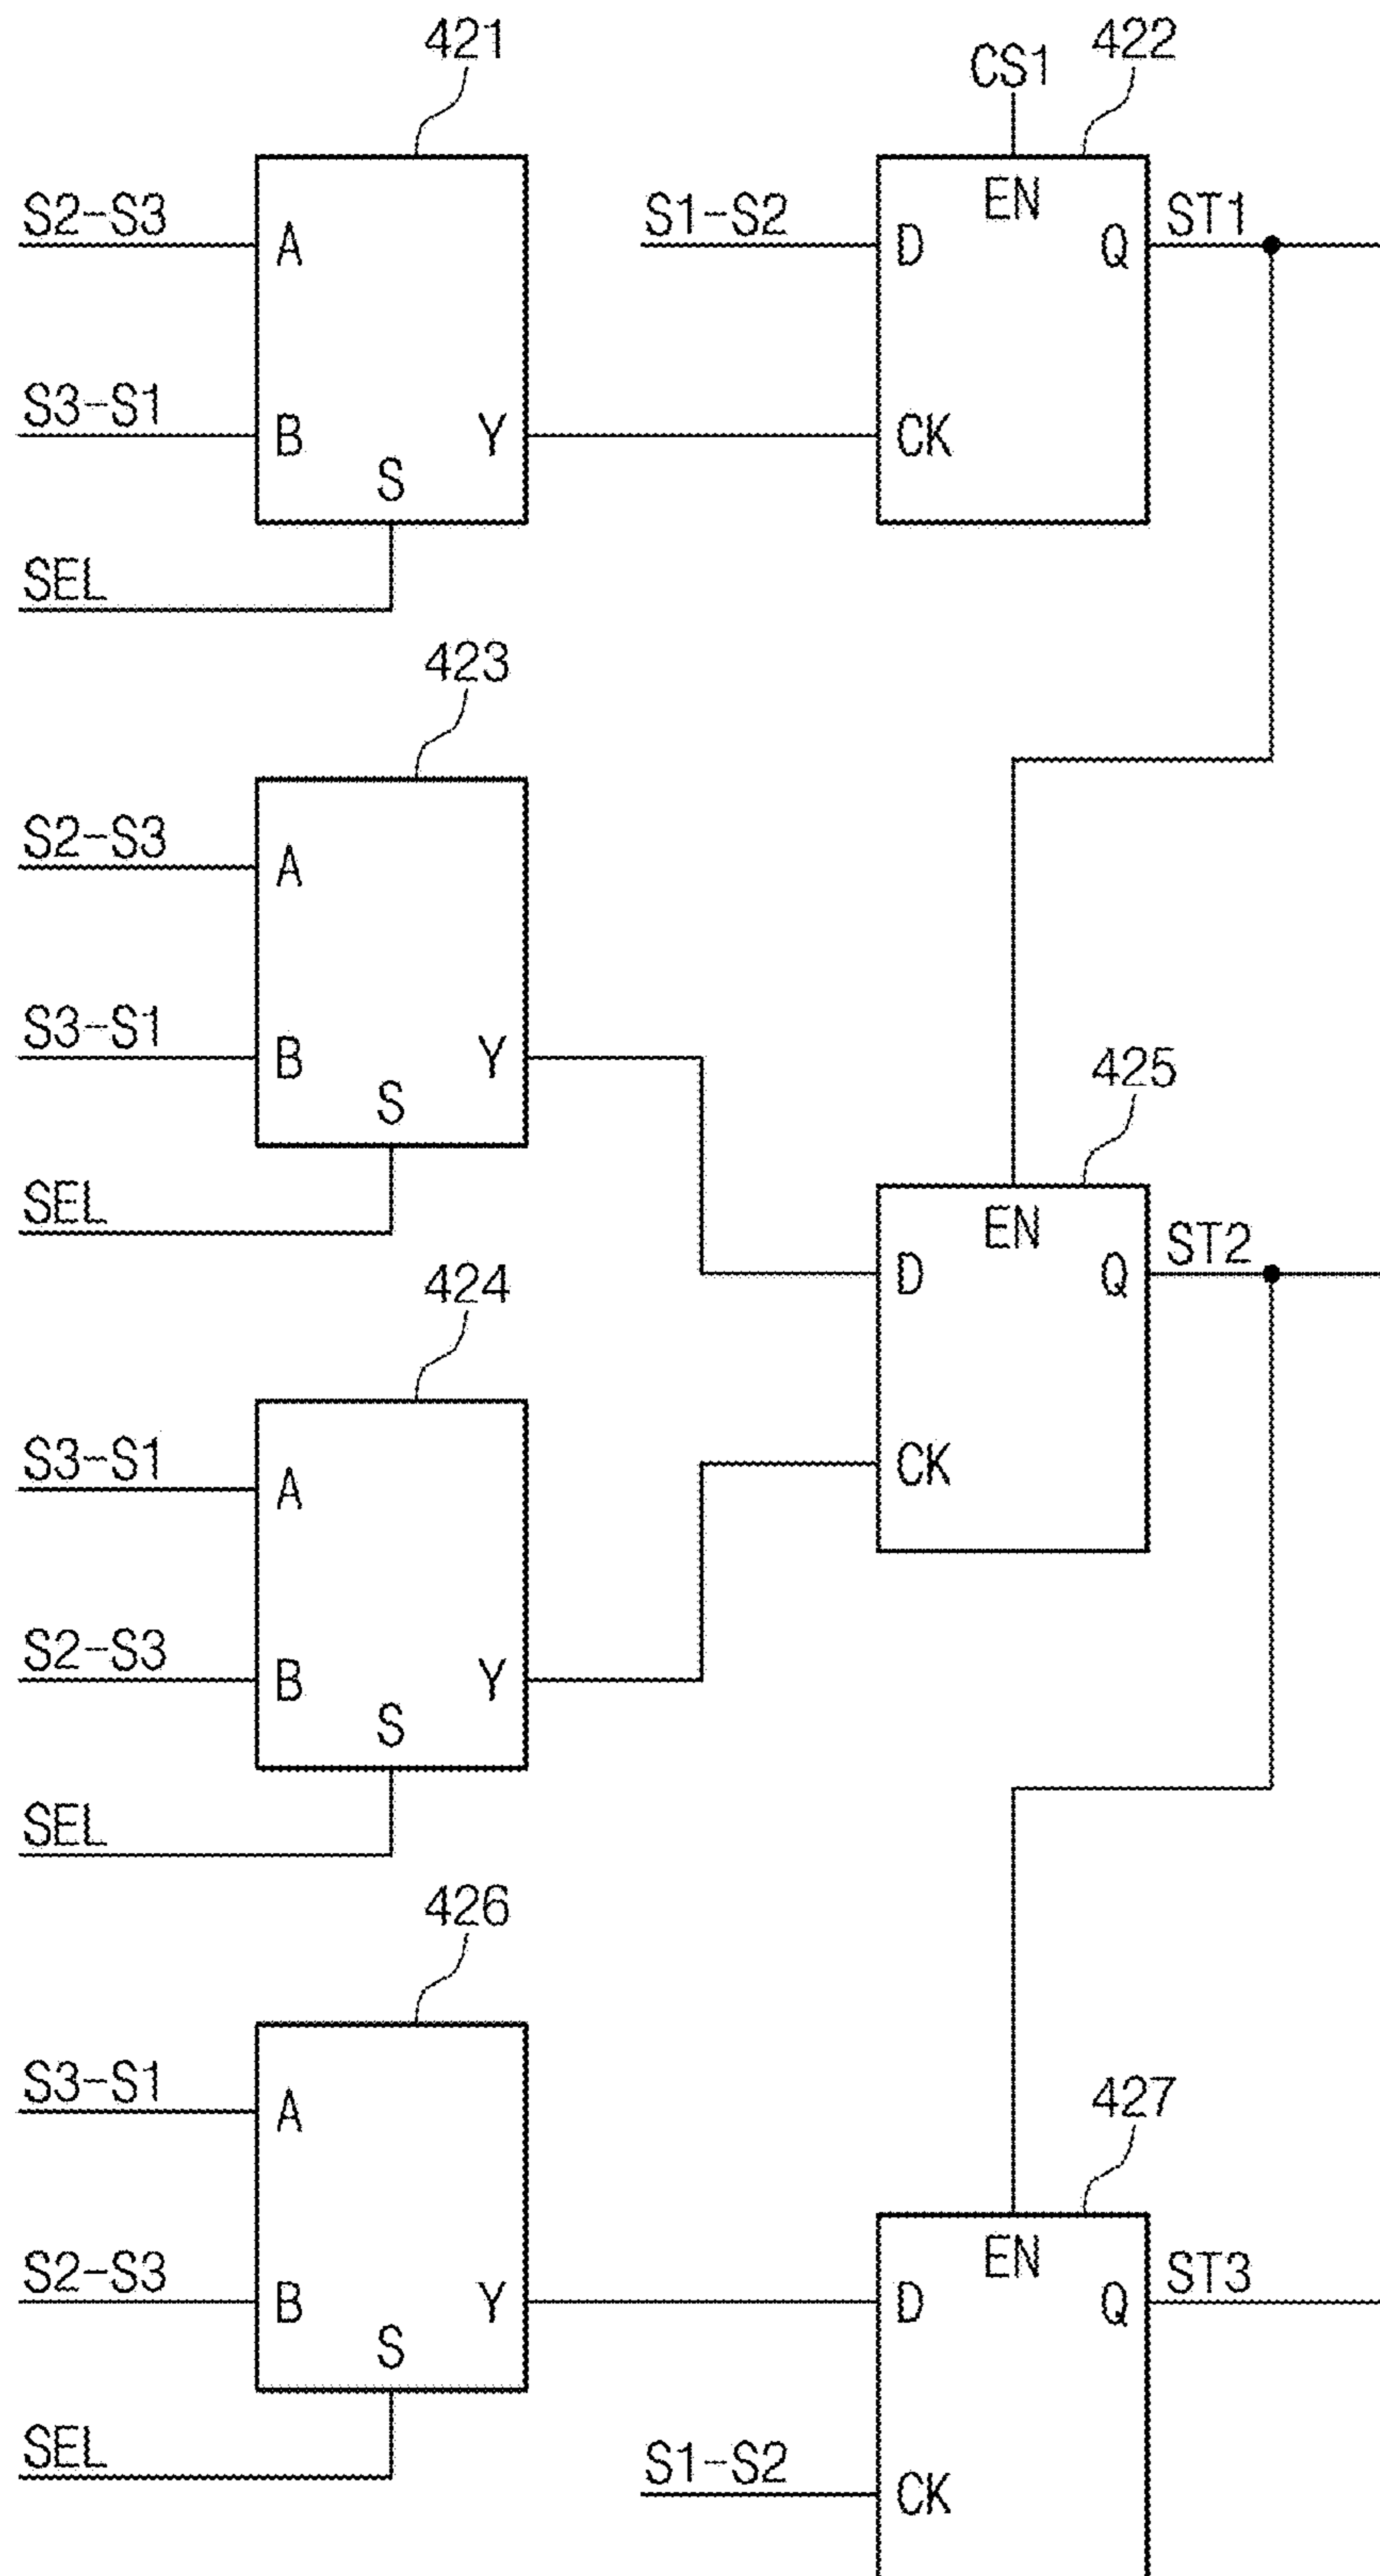 421
CS1
422
S2-S3
A
S1-S2
D
EN
Q
ST1
S3-S1
B
S
Y
CK
SEL
423
S2-S3
A
S3-S1
B
S
Y
SEL
425
EN
D
Q
ST2
CK
424
S3-S1
A
S2-S3
B
S
Y
SEL
426
S3-S1
A
S2-S3
B
S
Y
SEL
427
EN
D
Q
ST3
S1-S2
CK